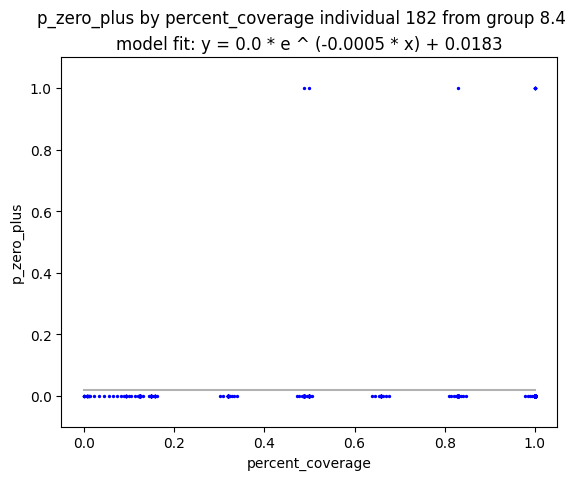 p_zero_plus by percent_coverage individual 182 from group 8.4
model fit: y = 0.0 * e ^ (-0.0005 * x) + 0.0183
1.0
0.8
0.6
0.4
0.2
0.0
p_zero_plus
0.0 0.2 0.4 0.6 0.8 1.0
percent_coverage